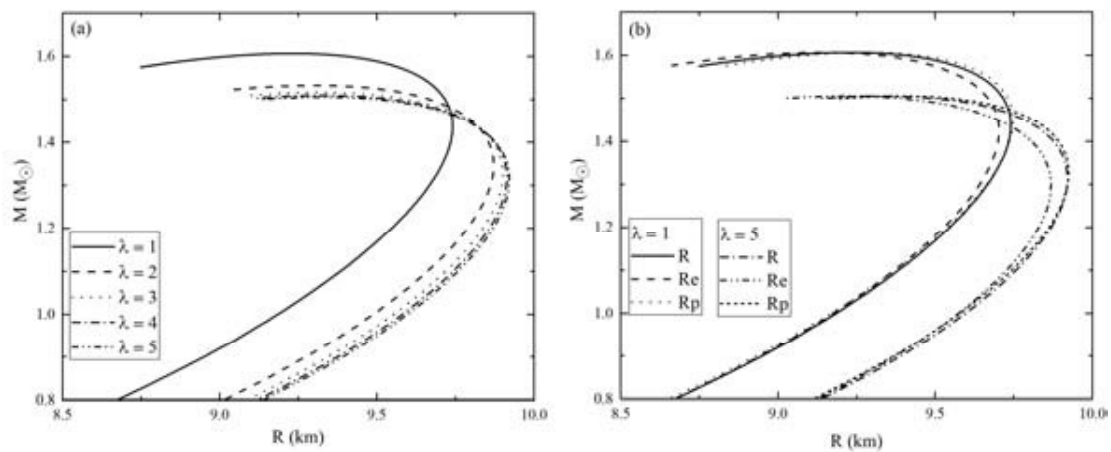 (a)
1.6
1.4
1.2
1.0
0.8
M (M☉)
λ = 1
λ = 2
λ = 3
λ = 4
λ = 5
8.5 9.0 9.5 10.0
R (km)
(b)
1.6
1.4
1.2
1.0
0.8
M (M☉)
λ = 1 λ = 5
R R
Re Re
Rp Rp
8.5 9.0 9.5 10.0
R (km)